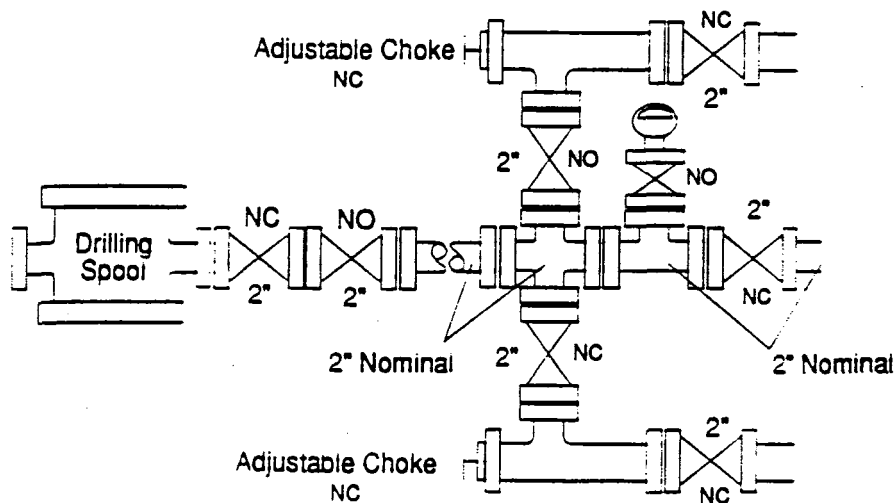 NC
Adjustable Choke
NC
2"
2" NO
NO
2"
NC NO
Drilling
Spool
2" 2"
NC
2" Nominal
2" NC
2" Nominal
2"
Adjustable Choke
NC
NC